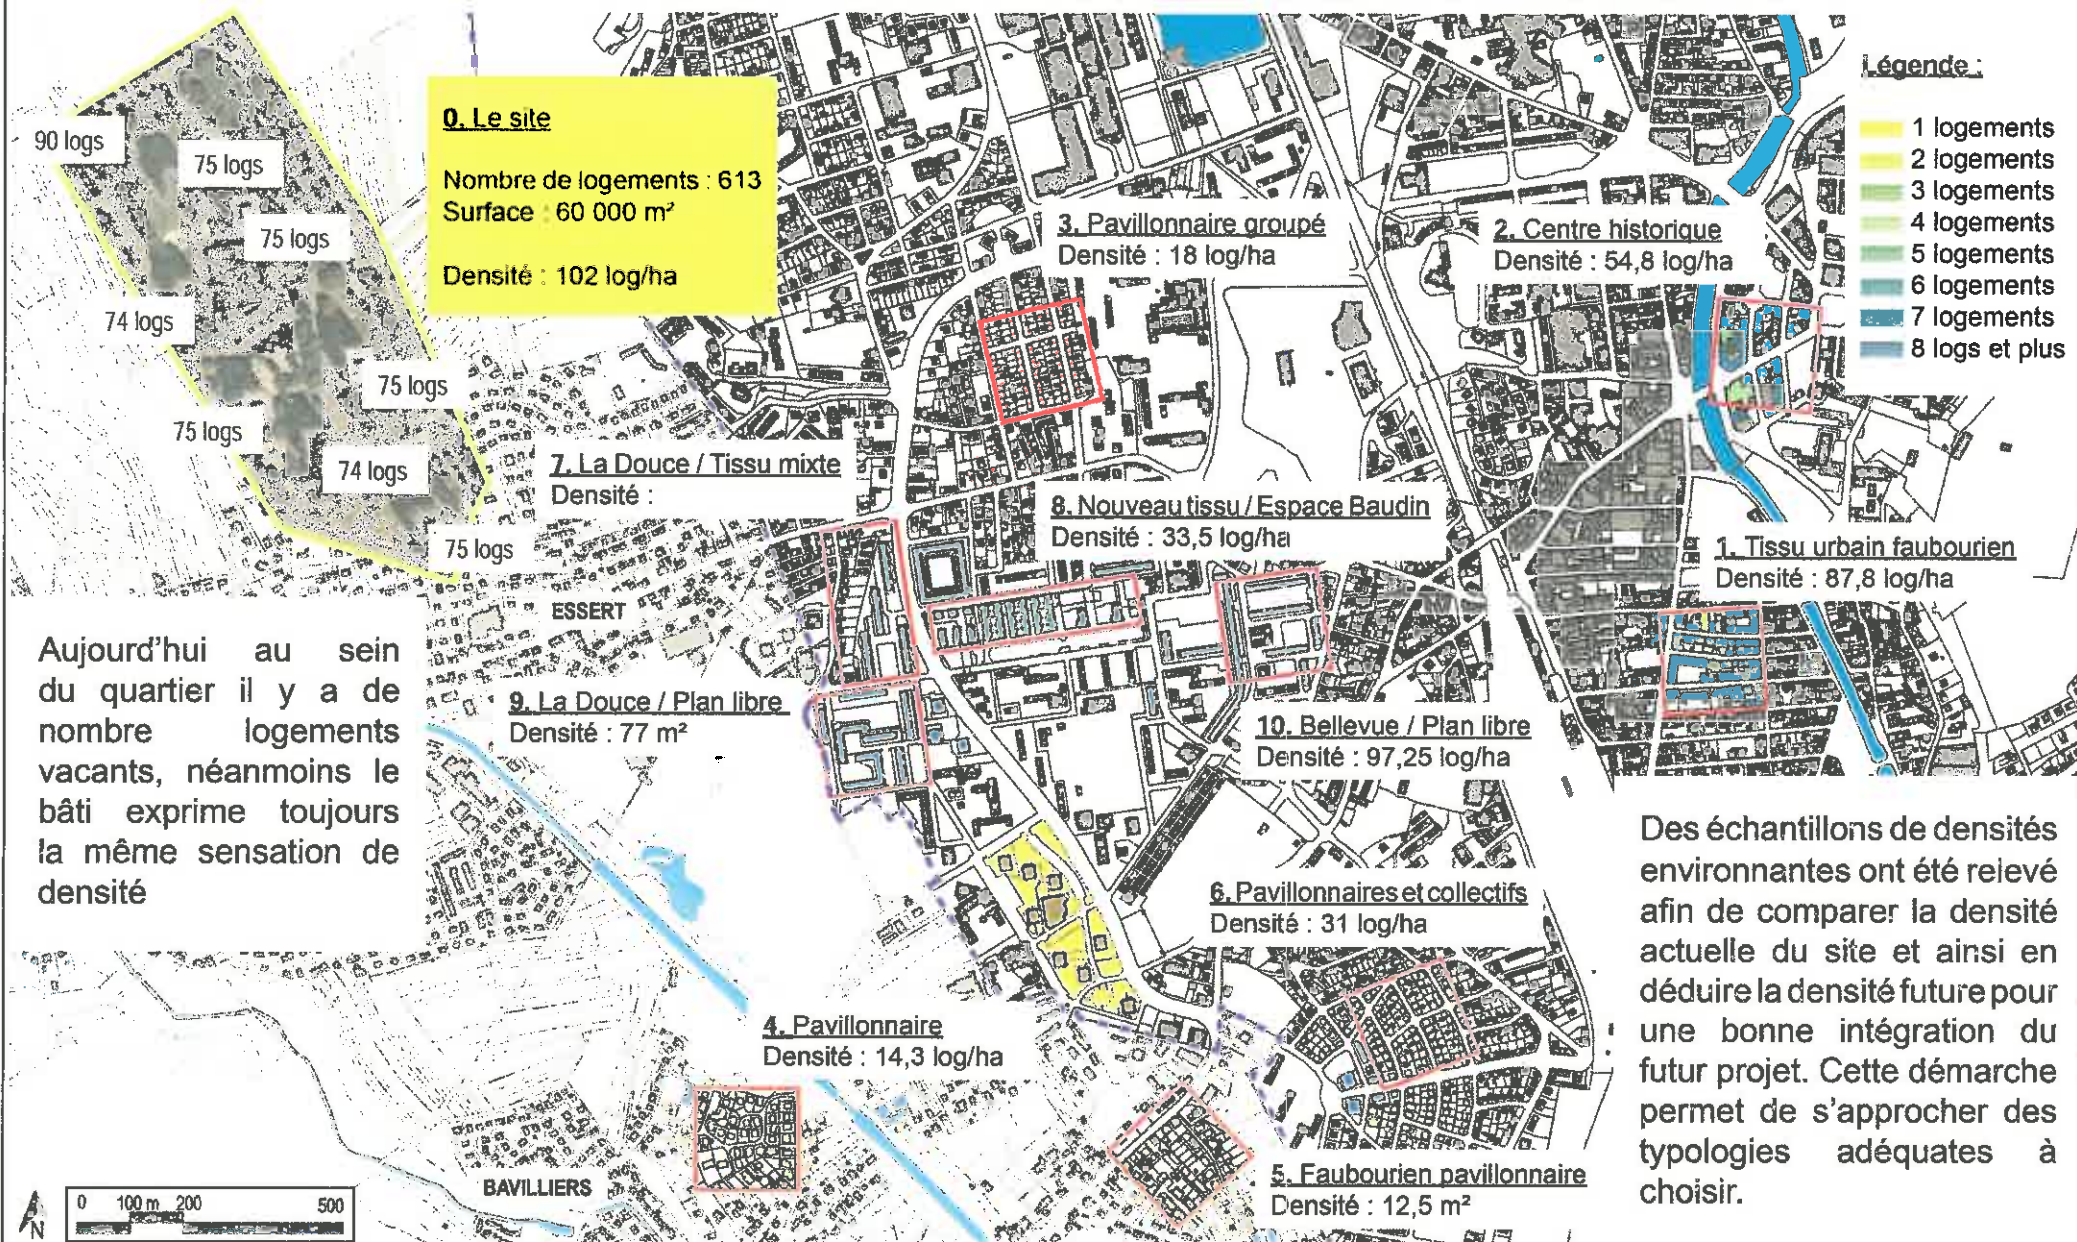 90 logs
75 logs
75 logs
74 logs
75 logs
75 logs
74 logs
75 logs
0. Le site
Nombre de logements : 613
Surface : 60 000 m²
Densité : 102 log/ha
3. Pavillonnaire groupé
Densité : 18 log/ha
2. Centre historique
Densité : 54,8 log/ha
Légende :
1 logements
2 logements
3 logements
4 logements
5 logements
6 logements
7 logements
8 logs et plus
7. La Douce / Tissu mixte
Densité :
8. Nouveau tissu / Espace Baudin
Densité : 33,5 log/ha
1. Tissu urbain faubourien
Densité : 87,8 log/ha
ESSERT
Aujourd'hui au sein
du quartier il y a de
nombre logements
vacants, néanmoins le
bâti exprime toujours
la même sensation de
densité
9. La Douce / Plan libre
Densité : 77 m²
10. Bellevue / Plan libre
Densité : 97,25 log/ha
6. Pavillonnaires et collectifs
Densité : 31 log/ha
Des échantillons de densités
environnantes ont été relevé
afin de comparer la densité
actuelle du site et ainsi en
déduire la densité future pour
une bonne intégration du
futur projet. Cette démarche
permet de s'approcher des
typologies adéquates à
choisir.
4. Pavillonnaire
Densité : 14,3 log/ha
BAVILLIERS
5. Faubourien pavillonnaire
Densité : 12,5 m²
0 100 m 200 500
N